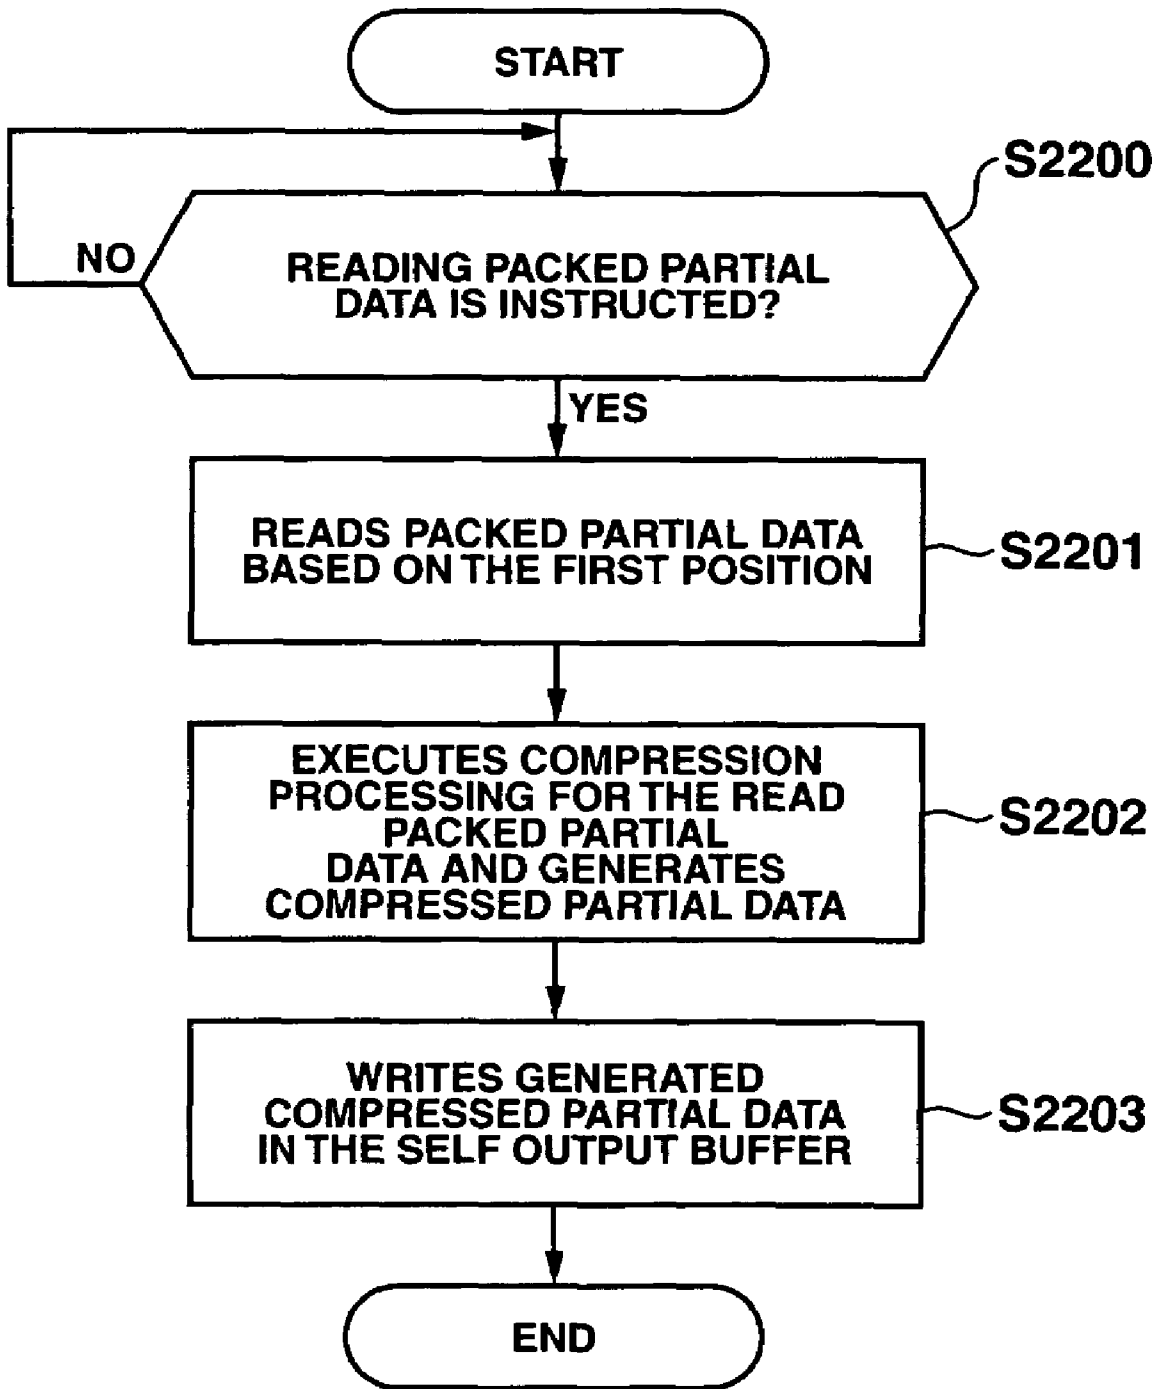 START
S2200
NO
READING PACKED PARTIAL
DATA IS INSTRUCTED?
YES
READS PACKED PARTIAL DATA
BASED ON THE FIRST POSITION
S2201
EXECUTES COMPRESSION
PROCESSING FOR THE READ
PACKED PARTIAL
DATA AND GENERATES
COMPRESSED PARTIAL DATA
S2202
WRITES GENERATED
COMPRESSED PARTIAL DATA
IN THE SELF OUTPUT BUFFER
S2203
END